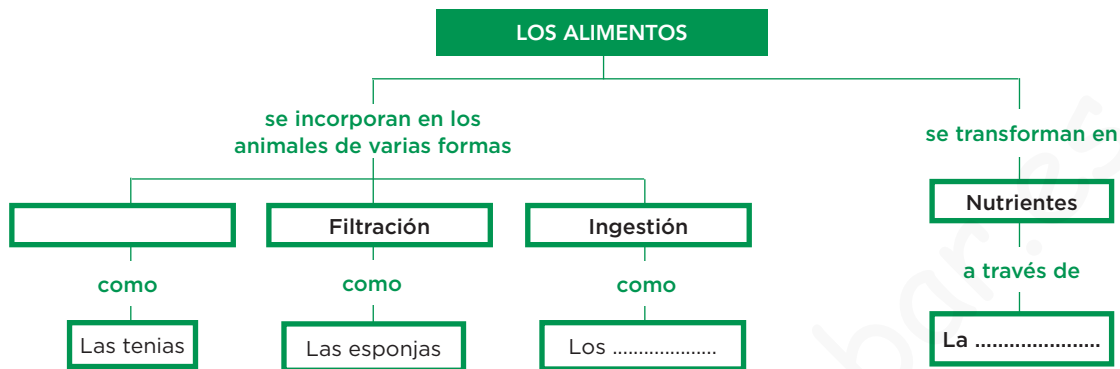 LOS ALIMENTOS
se incorporan en los
animales de varias formas
se transforman en
Filtración
Ingestión
Nutrientes
como
como
como
a través de
Las tenias
Las esponjas
Los ....................
La ......................